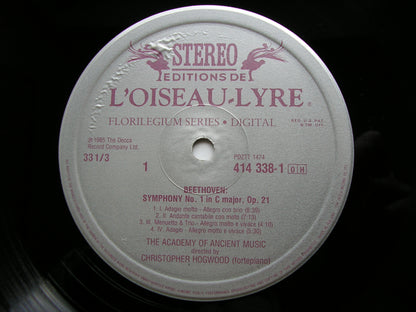 STEREO
EDITIONS DE
L'OISEAU-LYRE
FLORILEGIUM SERIES • DIGITAL
℗ 1985 The Decca
Record Company Ltd.
33 1/3
1
414 338-1 DH
BEETHOVEN:
SYMPHONY No. 1 in C major, Op. 21
1. I. Adagio molto - Allegro con brio
2. II. Andante cantabile con moto
3. III. Menuetto & Trio - Allegro molto e vivace
4. IV. Adagio - Allegro molto e vivace
THE ACADEMY OF ANCIENT MUSIC
directed by
CHRISTOPHER HOGWOOD (fortepiano)